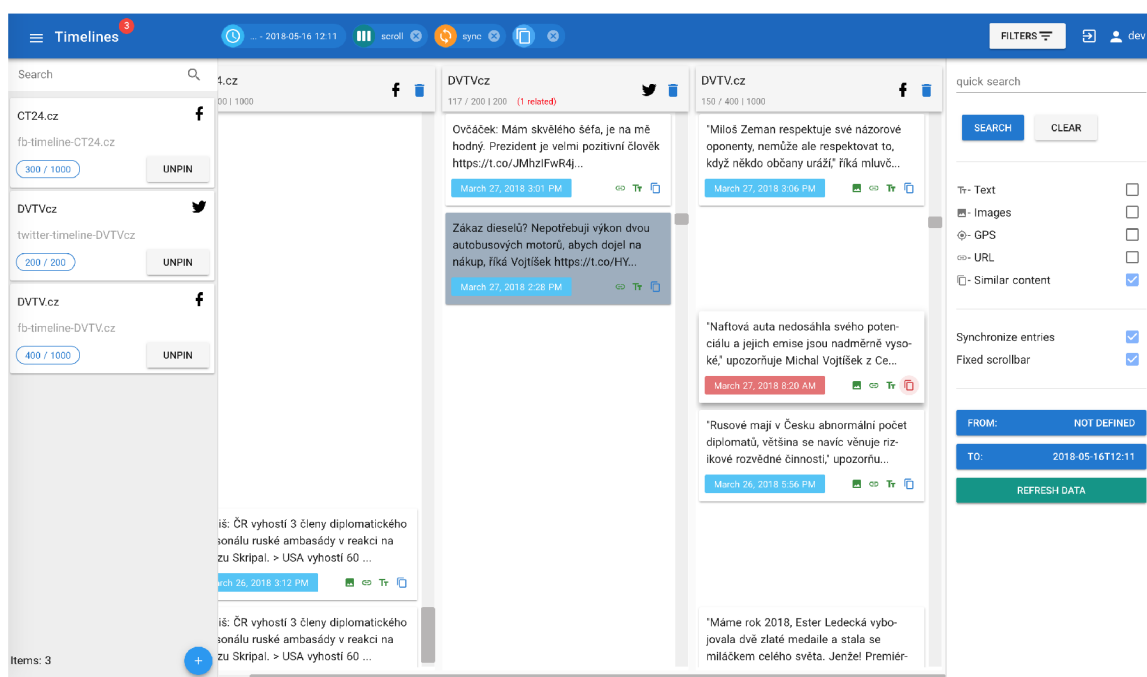 Timelines
3
... - 2018-05-16 12:11
scroll
sync
FILTERS
dev
Search
CT24.cz
fb-timeline-CT24.cz
300 / 1000
UNPIN
DVTVcz
twitter-timeline-DVTVcz
200 / 200
UNPIN
DVTV.cz
fb-timeline-DVTV.cz
400 / 1000
UNPIN
Items: 3
+
4.cz
00 | 1000
iš: ČR vyhostí 3 členy diplomatického
sonálu ruské ambasády v reakci na
zu Skripal. > USA vyhostí 60 ...
arch 26, 2018 3:12 PM
Tт
iš: ČR vyhostí 3 členy diplomatického
sonálu ruské ambasády v reakci na
zu Skripal. > USA vyhostí 60 ...
DVTVcz
117 / 200 | 200 (1 related)
Ovčáček: Mám skvělého šéfa, je na mě
hodný. Prezident je velmi pozitivní člověk
https://t.co/JMhzIFwR4j...
March 27, 2018 3:01 PM
Tт
Zákaz dieselů? Nepotřebuji výkon dvou
autobusových motorů, abych dojel na
nákup, říká Vojtíšek https://t.co/HY...
March 27, 2018 2:28 PM
Tт
DVTV.cz
150 / 400 | 1000
"Miloš Zeman respektuje své názorové
oponenty, nemůže ale respektovat to,
když někdo občany uráží," říká mluvč...
March 27, 2018 3:06 PM
Tт
"Naftová auta nedosáhla svého poten-
ciálu a jejich emise jsou nadměrně vyso-
ké," upozorňuje Michal Vojtíšek z Ce...
March 27, 2018 8:20 AM
Tт
"Rusové mají v Česku abnormální počet
diplomatů, většina se navíc věnuje riz-
ikové rozvědné činnosti," upozorňu...
March 26, 2018 5:56 PM
Tт
"Máme rok 2018, Ester Ledecká vybo-
jovala dvě zlaté medaile a stala se
miláčkem celého světa. Jenže! Premiér-
quick search
SEARCH
CLEAR
Tт- Text
- Images
- GPS
- URL
- Similar content
Synchronize entries
Fixed scrollbar
FROM: NOT DEFINED
TO: 2018-05-16T12:11
REFRESH DATA